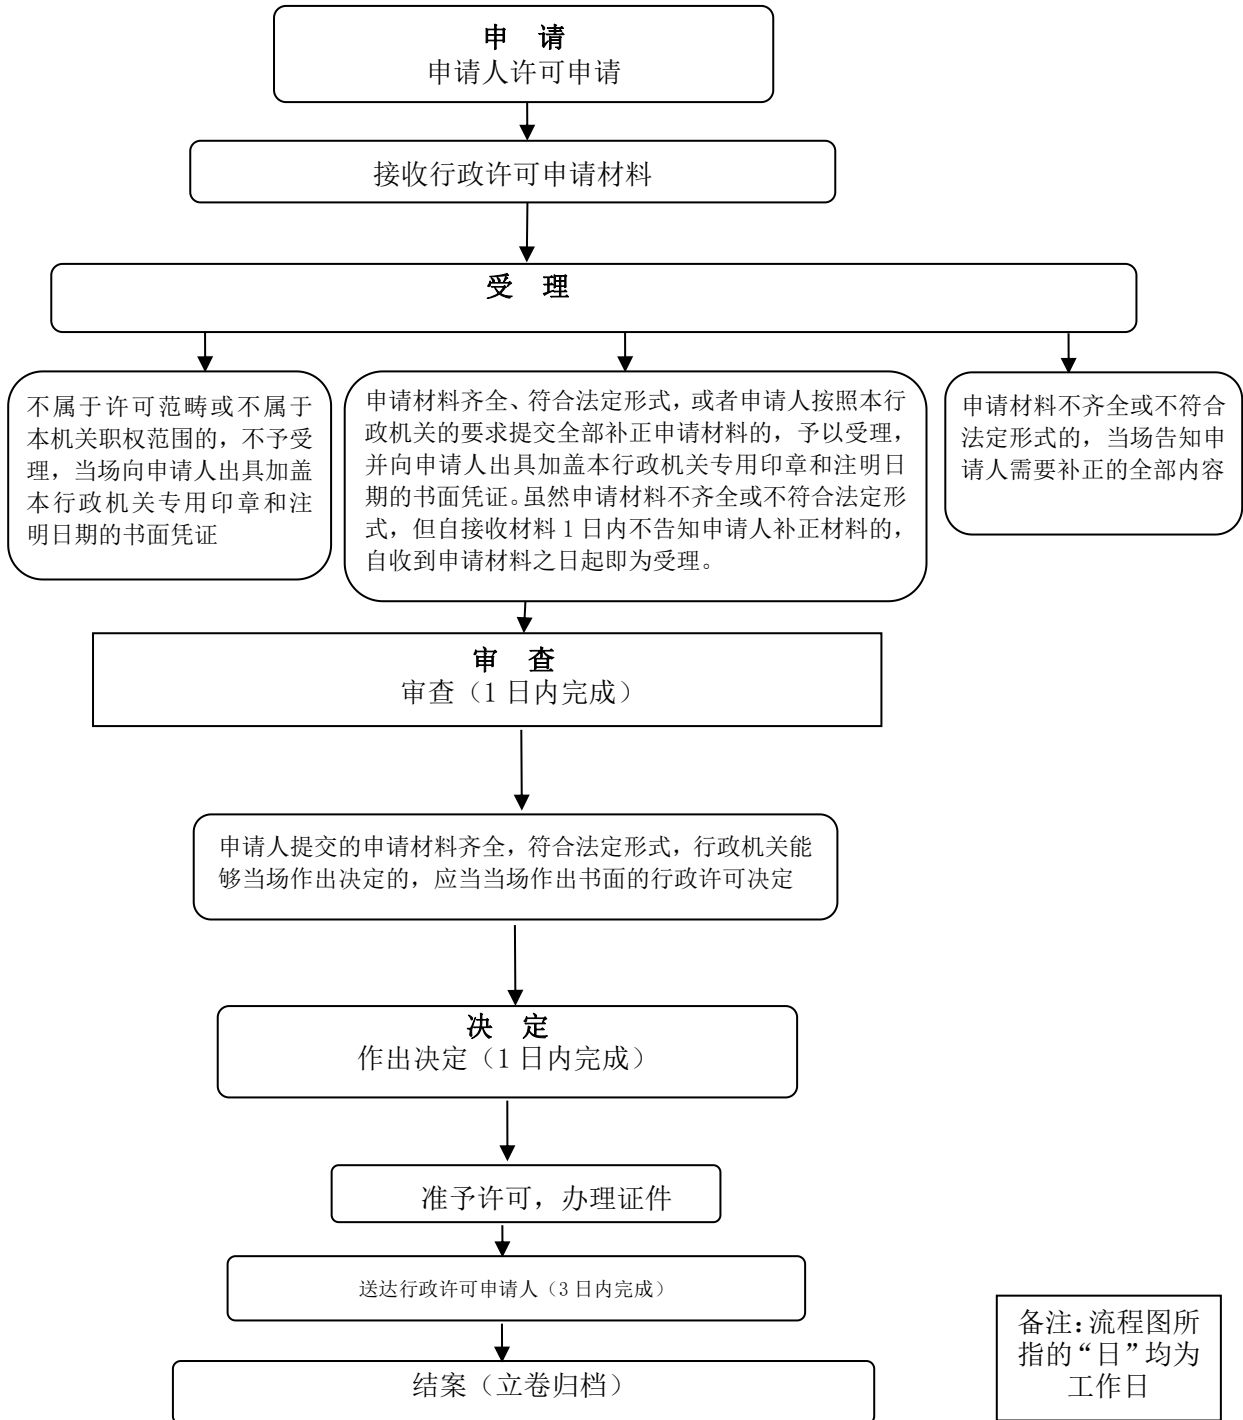 申　请
申请人许可申请
接收行政许可申请材料
受　理
不属于许可范畴或不属于
本机关职权范围的，不予受
理，当场向申请人出具加盖
本行政机关专用印章和注
明日期的书面凭证
申请材料齐全、符合法定形式，或者申请人按照本行
政机关的要求提交全部补正申请材料的，予以受理，
并向申请人出具加盖本行政机关专用印章和注明日
期的书面凭证。虽然申请材料不齐全或不符合法定形
式，但自接收材料 1 日内不告知申请人补正材料的，
自收到申请材料之日起即为受理。
申请材料不齐全或不符合
法定形式的，当场告知申
请人需要补正的全部内容
审　查
审查（1 日内完成）
申请人提交的申请材料齐全，符合法定形式，行政机关能
够当场作出决定的，应当当场作出书面的行政许可决定
决　定
作出决定（1 日内完成）
准予许可，办理证件
送达行政许可申请人（3 日内完成）
结案（立卷归档）
备注：流程图所
指的“日”均为
工作日